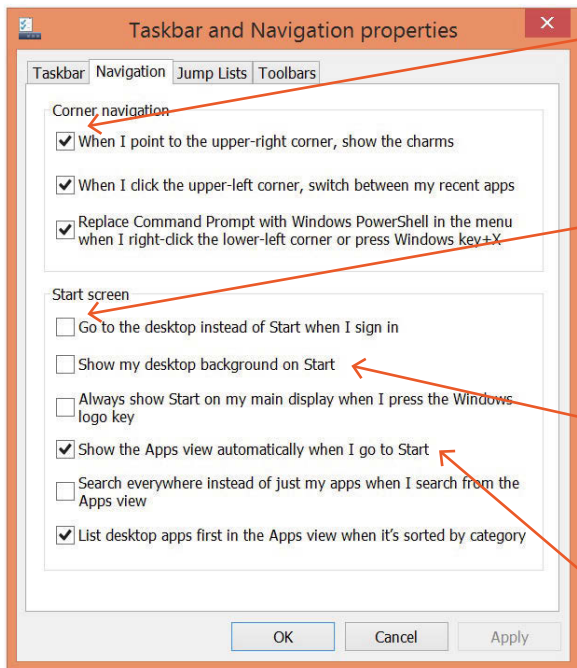 Taskbar and Navigation properties
Taskbar Navigation Jump Lists Toolbars
Corner navigation
When I point to the upper-right corner, show the charms
When I click the upper-left corner, switch between my recent apps
Replace Command Prompt with Windows PowerShell in the menu
when I right-click the lower-left corner or press Windows key+X
Start screen
Go to the desktop instead of Start when I sign in
Show my desktop background on Start
Always show Start on my main display when I press the Windows
logo key
Show the Apps view automatically when I go to Start
Search everywhere instead of just my apps when I search from the
Apps view
List desktop apps first in the Apps view when it's sorted by category
OK Cancel Apply